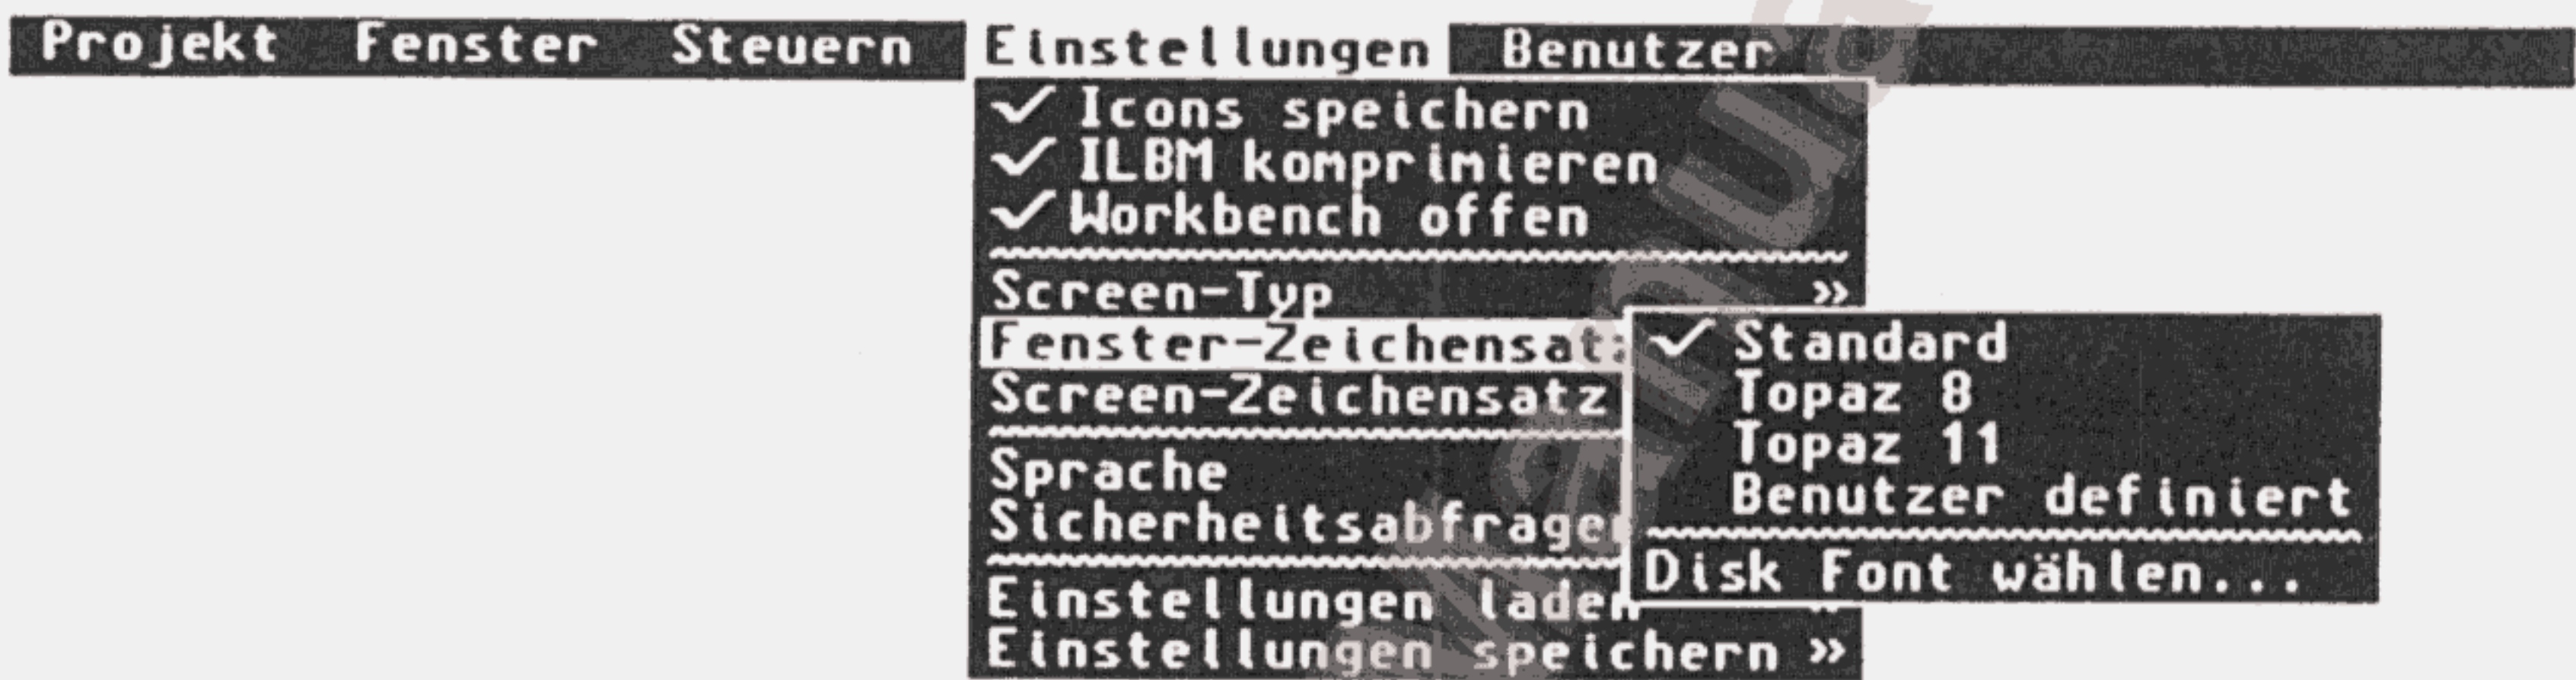 Projekt Fenster Steuern Einstellungen Benutzer
✓ Icons speichern
✓ ILBM komprimieren
✓ Workbench offen
Screen-Typ »
Fenster-Zeichensat
Screen-Zeichensatz
Sprache
Sicherheitsabfrage
Einstellungen laden »
Einstellungen speichern »
✓ Standard
Topaz 8
Topaz 11
Benutzer definiert
Disk Font wählen...